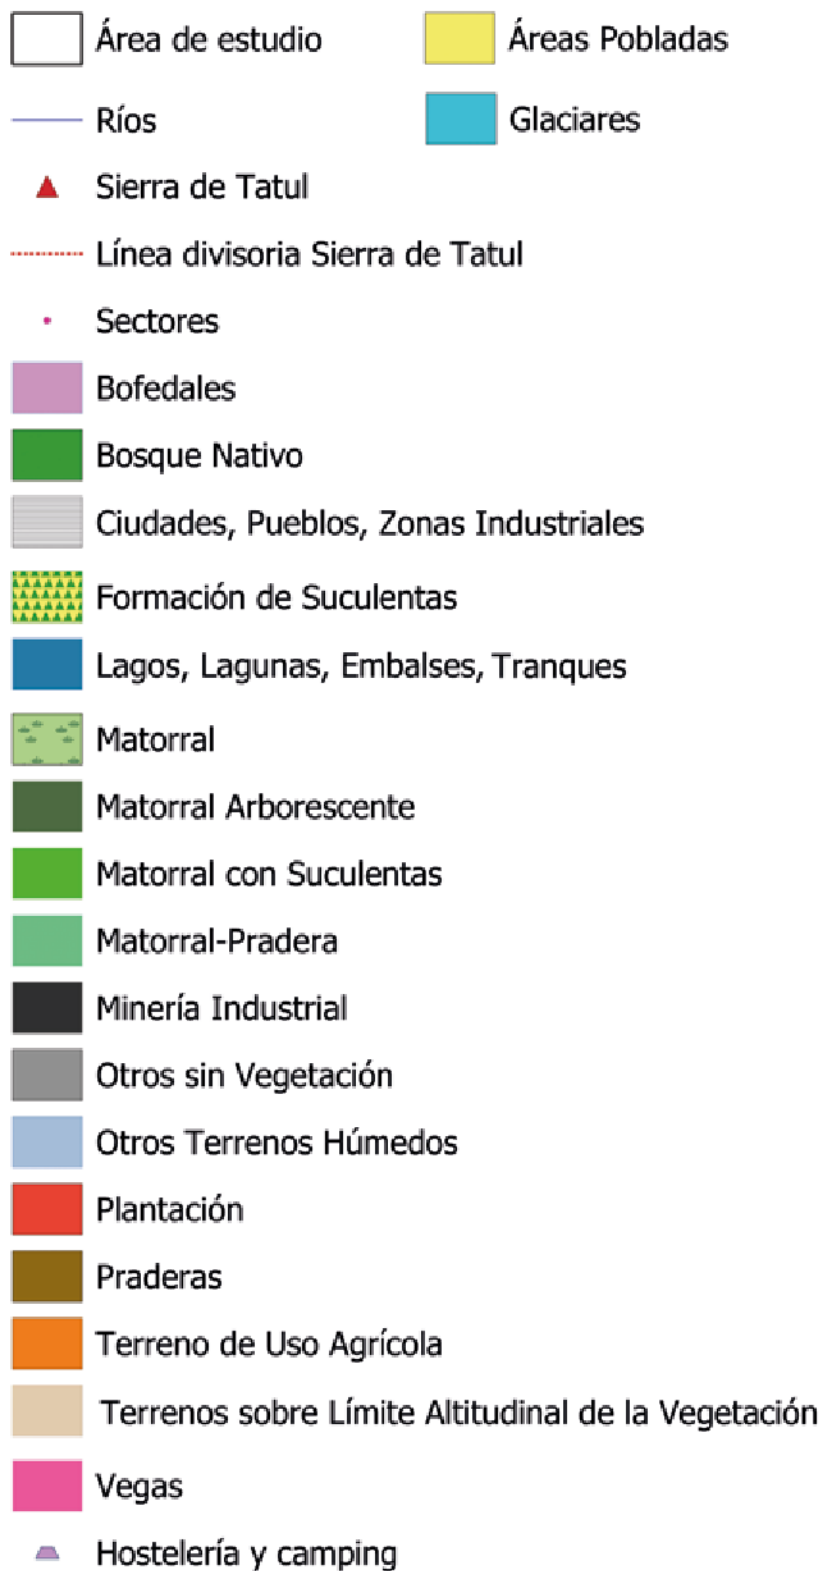 Área de estudio
Áreas Pobladas
Ríos
Glaciares
Sierra de Tatul
Línea divisoria Sierra de Tatul
Sectores
Bofedales
Bosque Nativo
Ciudades, Pueblos, Zonas Industriales
Formación de Suculentas
Lagos, Lagunas, Embalses, Tranques
Matorral
Matorral Arborescente
Matorral con Suculentas
Matorral-Pradera
Minería Industrial
Otros sin Vegetación
Otros Terrenos Húmedos
Plantación
Praderas
Terreno de Uso Agrícola
Terrenos sobre Límite Altitudinal de la Vegetación
Vegas
Hostelería y camping